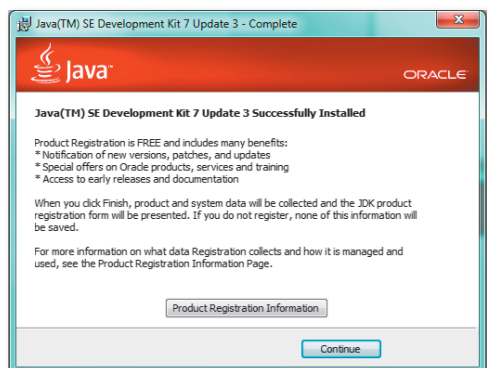 Java(TM) SE Development Kit 7 Update 3 - Complete
Java™
ORACLE®
Java(TM) SE Development Kit 7 Update 3 Successfully Installed
Product Registration is FREE and includes many benefits:
* Notification of new versions, patches, and updates
* Special offers on Oracle products, services and training
* Access to early releases and documentation
When you click Finish, product and system data will be collected and the JDK product
registration form will be presented. If you do not register, none of this information will
be saved.
For more information on what data Registration collects and how it is managed and
used, see the Product Registration Information Page.
Product Registration Information
Continue